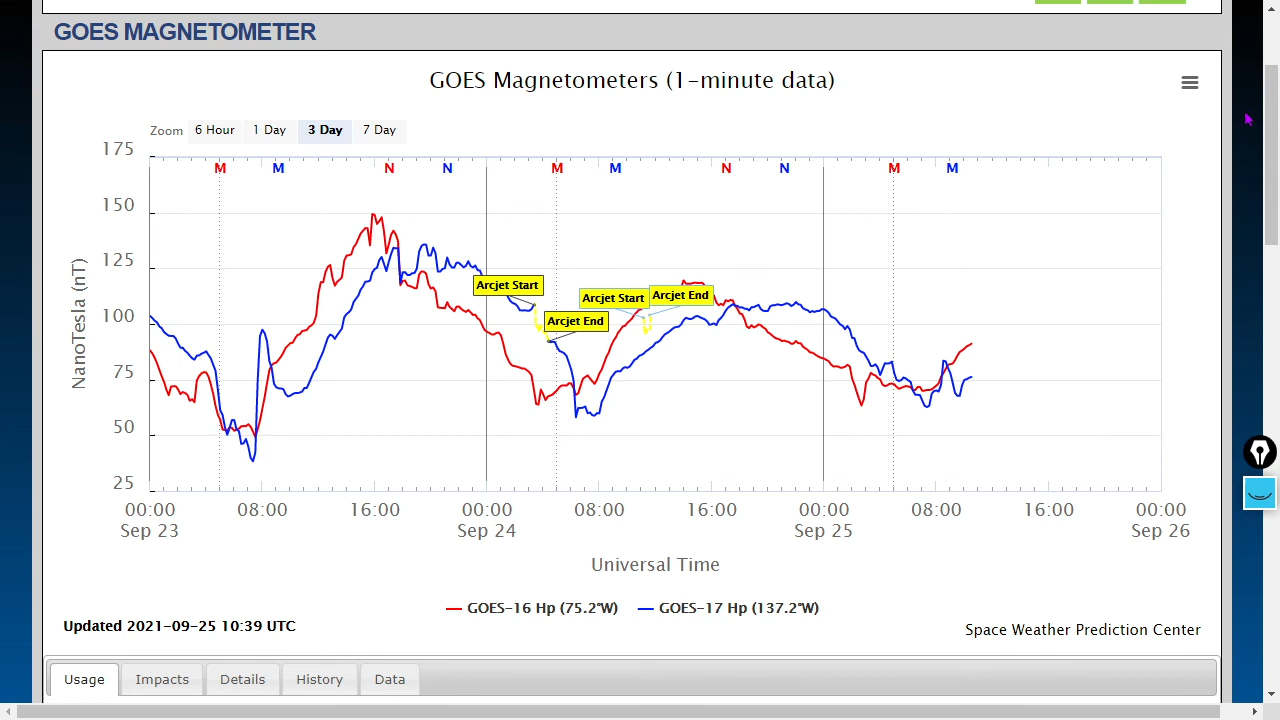 GOES MAGNETOMETER
GOES Magnetometers (1-minute data)
Zoom 6 Hour 1 Day 3 Day 7 Day
175
M M N N M M N N M M
150
125
100
75
50
25
NanoTesla (nT)
Arcjet Start
Arcjet End
Arcjet Start
Arcjet End
00:00 08:00 16:00 00:00 08:00 16:00 00:00 08:00 16:00 00:00
Sep 23 Sep 24 Sep 25 Sep 26
Universal Time
GOES-16 Hp (75.2°W) GOES-17 Hp (137.2°W)
Updated 2021-09-25 10:39 UTC
Space Weather Prediction Center
Usage Impacts Details History Data